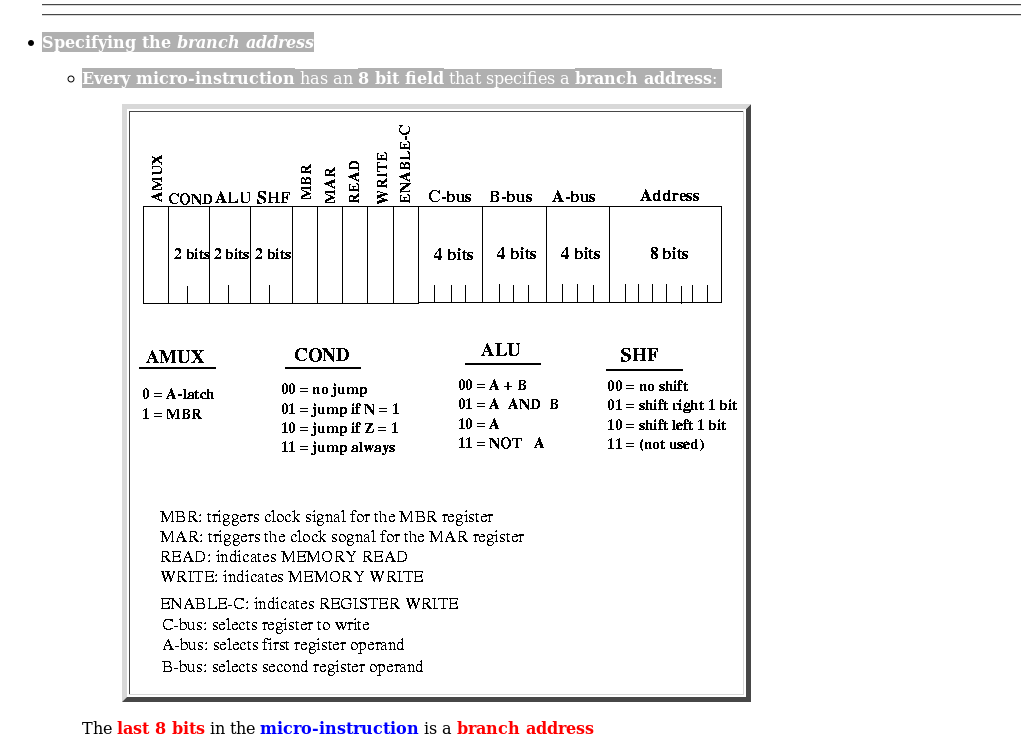 Specifying the branch address
Every micro-instruction has an 8 bit field that specifies a branch address:
AMUX COND ALU SHF MBR MAR READ WRITE ENABLE-C C-bus B-bus A-bus Address
2 bits 2 bits 2 bits 4 bits 4 bits 4 bits 8 bits
AMUX
0 = A-latch
1 = MBR
COND
00 = no jump
01 = jump if N = 1
10 = jump if Z = 1
11 = jump always
ALU
00 = A + B
01 = A AND B
10 = A
11 = NOT A
SHF
00 = no shift
01 = shift right 1 bit
10 = shift left 1 bit
11 = (not used)
MBR: triggers clock signal for the MBR register
MAR: triggers the clock sognal for the MAR register
READ: indicates MEMORY READ
WRITE: indicates MEMORY WRITE
ENABLE-C: indicates REGISTER WRITE
C-bus: selects register to write
A-bus: selects first register operand
B-bus: selects second register operand
The last 8 bits in the micro-instruction is a branch address